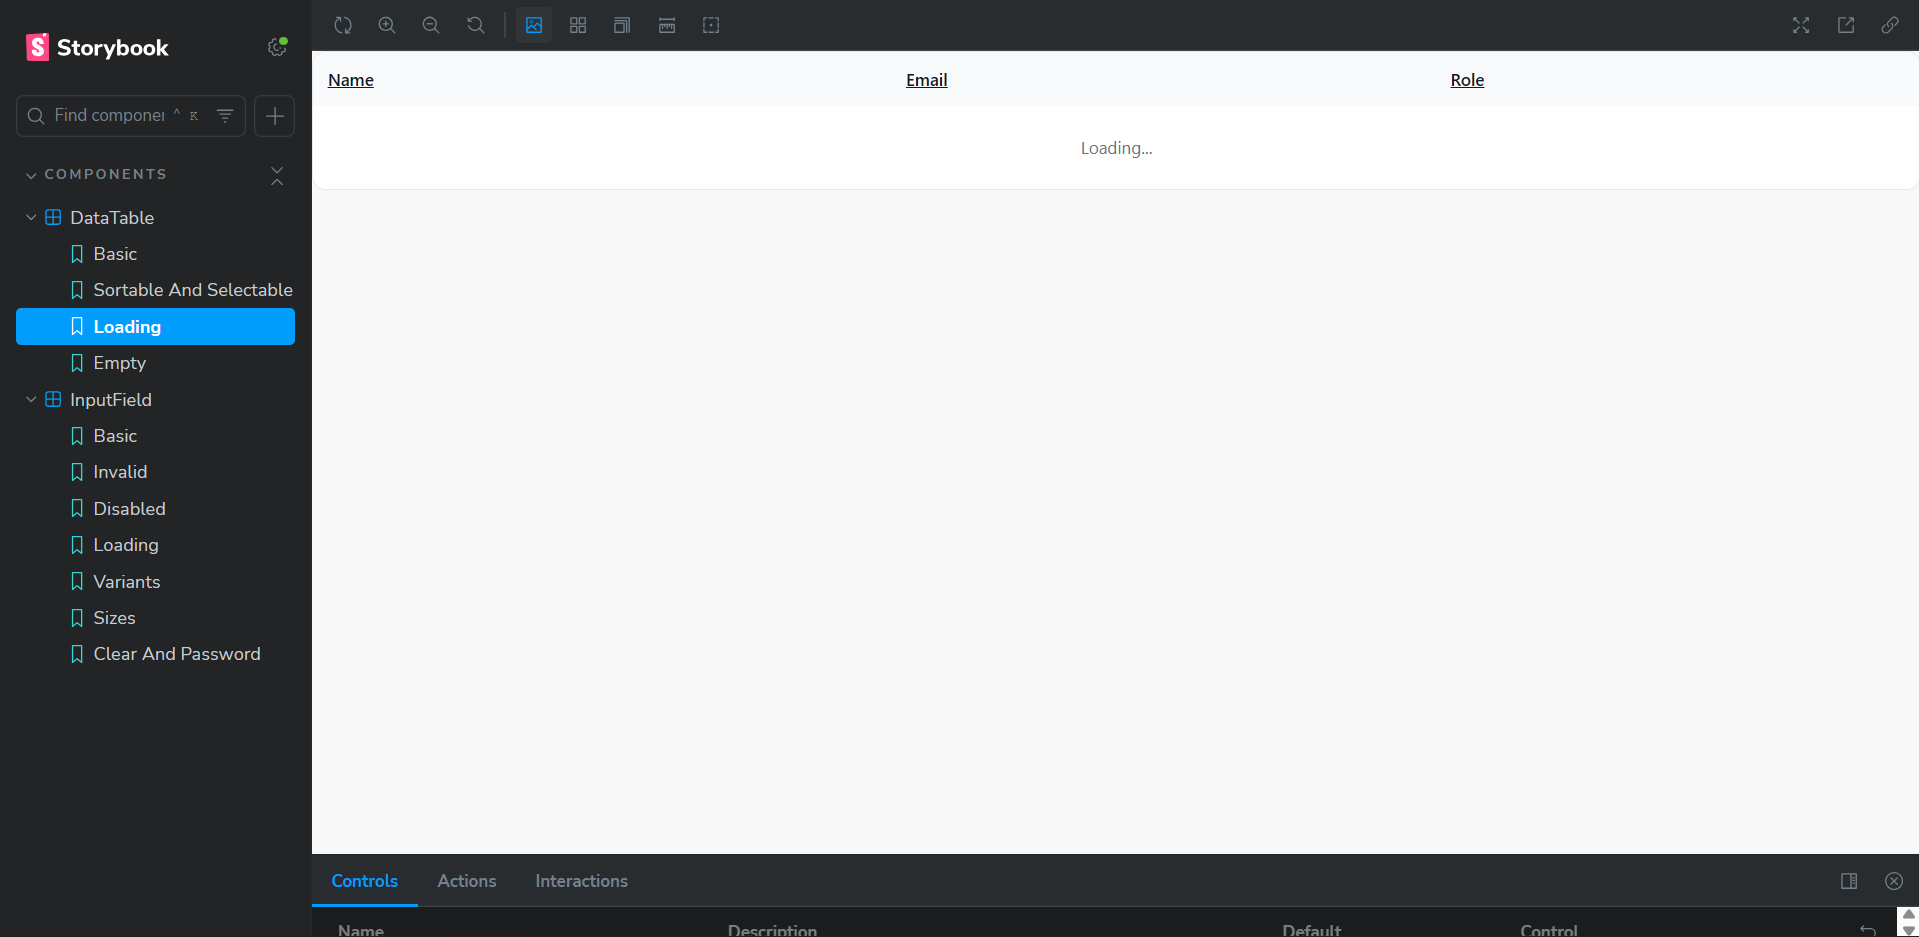 Storybook
Find componer ^ K
COMPONENTS
DataTable
Basic
Sortable And Selectable
Loading
Empty
InputField
Basic
Invalid
Disabled
Loading
Variants
Sizes
Clear And Password
Name Email Role
Loading...
Controls Actions Interactions
Name Description Default Control